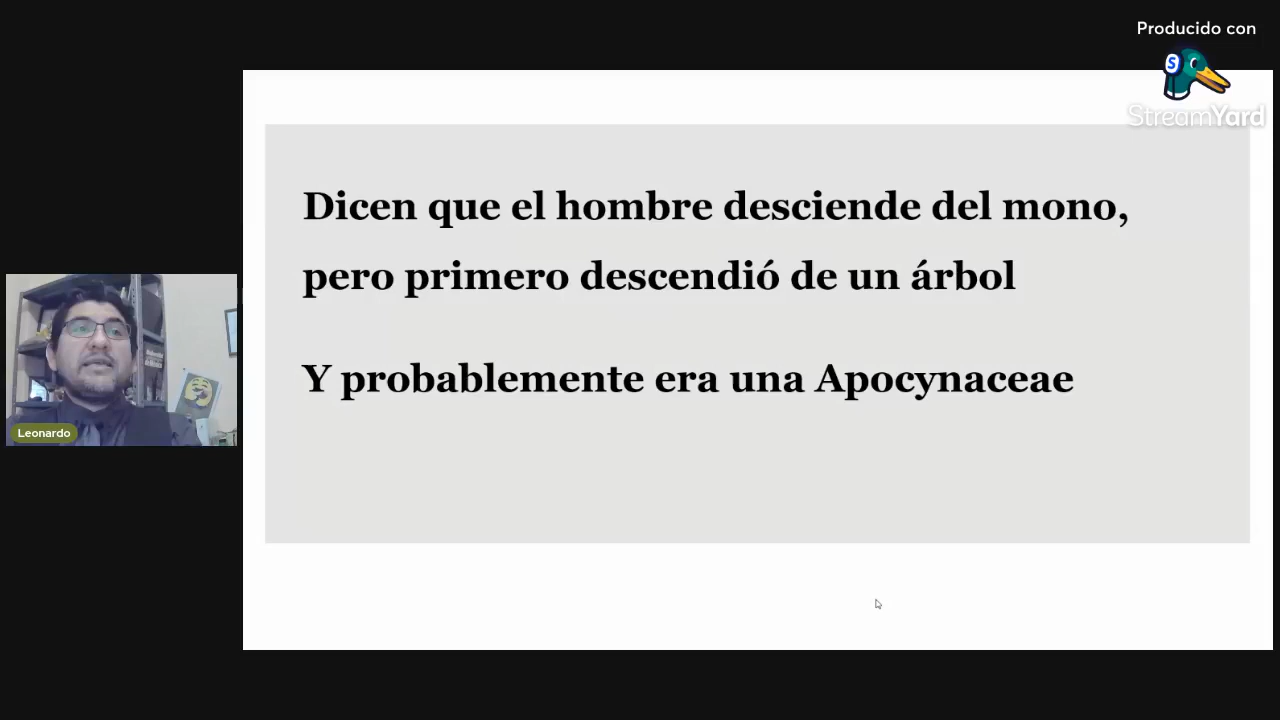 Producido con
StreamYard
Dicen que el hombre desciende del mono,
pero primero descendió de un árbol
Y probablemente era una Apocynaceae
Leonardo